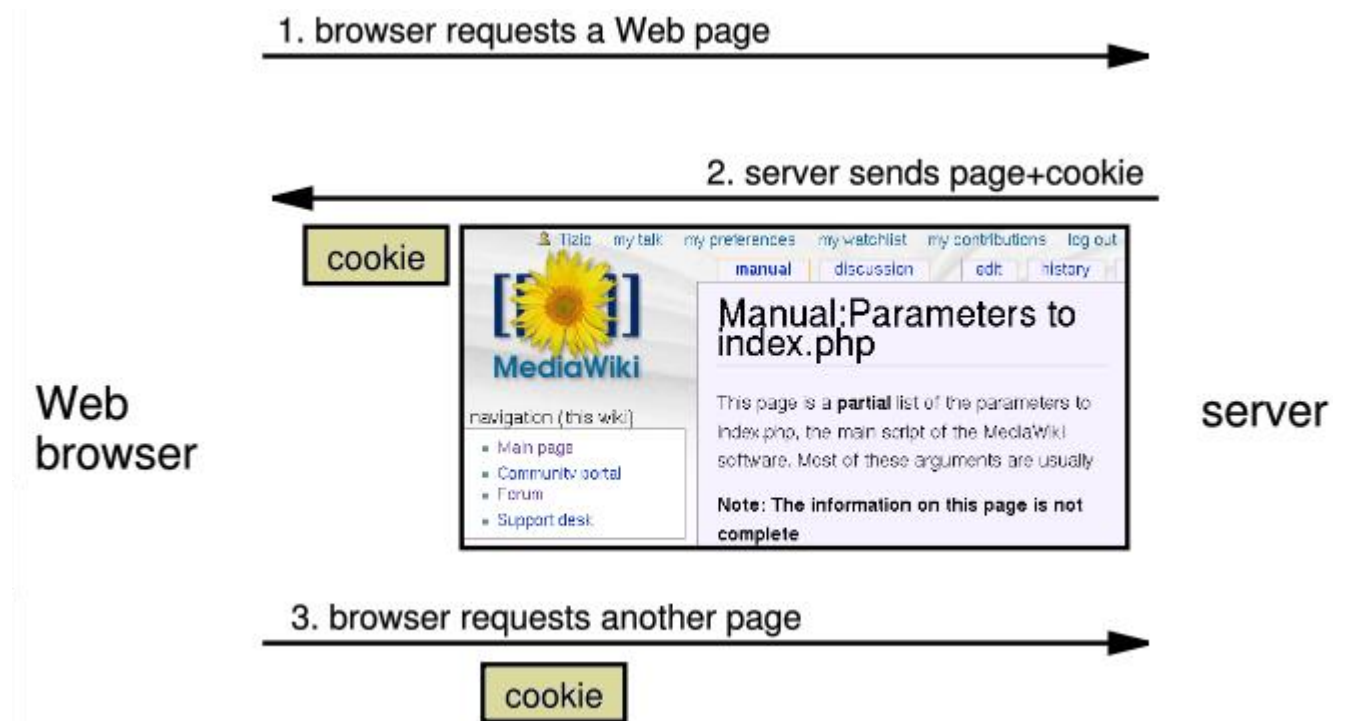 1. browser requests a Web page
2. server sends page+cookie
cookie
Tizio my talk my preferences my watchlist my contributions log out
manual discussion edit history
[[ ]]
MediaWiki
Manual:Parameters to
index.php
This page is a partial list of the parameters to
index.php, the main script of the MediaWiki
software. Most of these arguments are usually
Note: The information on this page is not
complete
navigation (this wiki)
Main page
Community portal
Forum
Support desk
Web
browser
server
3. browser requests another page
cookie